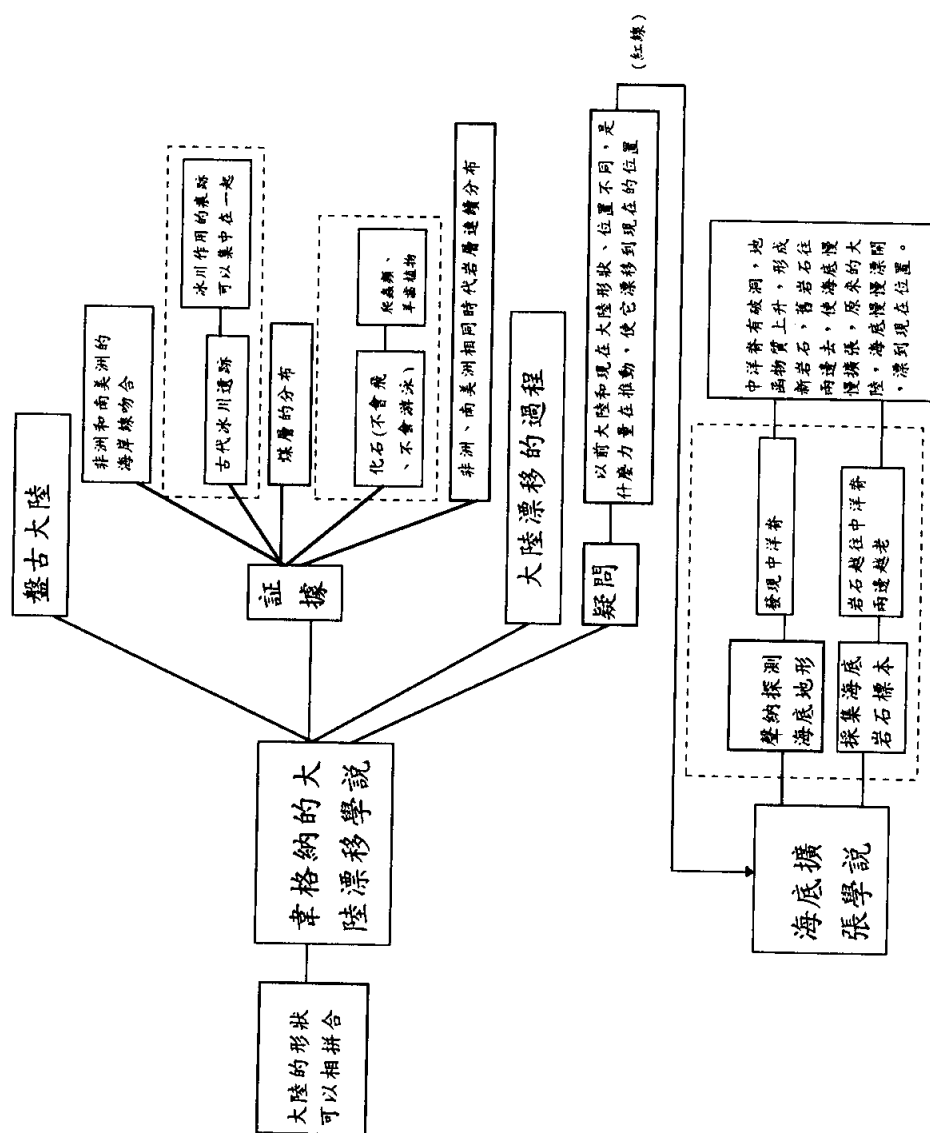 大陸的形狀
可以相拼合
韋格納的大
陸漂移學説
盤古大陸
証
據
非洲和南美洲的
海岸線吻合
古代冰川遺跡
冰川作用的痕跡
可以集中在一起
煤層的分布
化石(不會飛
、不會游泳)
爬蟲類、
羊齒植物
非洲、南美洲相同時代岩層連續分布
大陸漂移的過程
疑問
以前大陸和現在大陸形狀、位置不同，是
什麼力量在推動，使它漂移到現在的位置
(紅線)
海底擴
張學説
聲納探測
海底地形
發現中洋脊
採集海底
岩石標本
岩石越往中洋脊
兩邊越老
中洋脊有破洞，地
函物質上升，形成
新岩石，舊岩石往
兩邊去，使海底慢
慢擴張，原來的大
陸，海底慢慢漂開
，漂到現在位置。